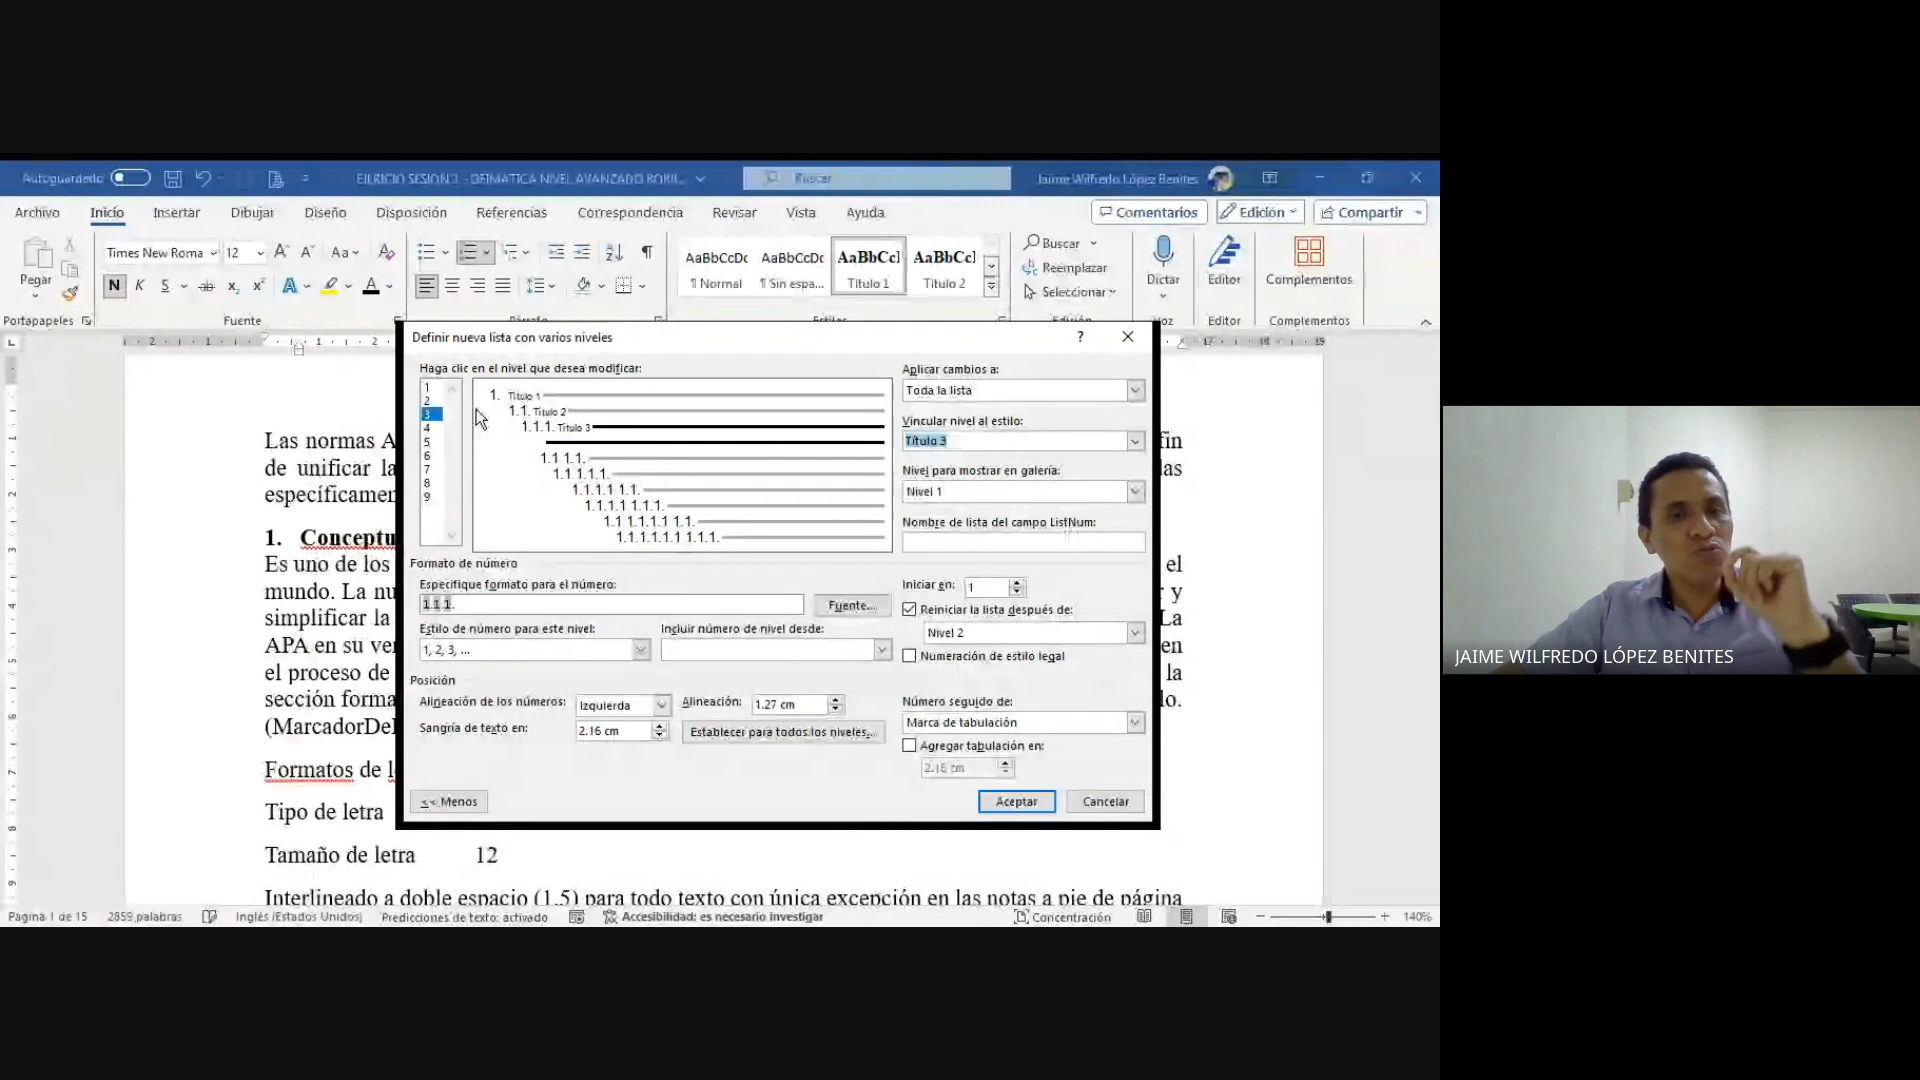 Autoguardado
Buscar
Jaime Wilfredo López Benites
Archivo Inicio Insertar Dibujar Diseño Disposición Referencias Correspondencia Revisar Vista Ayuda
Comentarios Edición Compartir
Times New Roma 12 Aa
AaBbCcDc AaBbCcDc AaBbCcI AaBbCcI
¶ Normal ¶ Sin espa... Título 1 Título 2
Pegar N K S ab x₂ x² A A
Buscar
Reemplazar
Seleccionar
Dictar Editor Complementos
Portapapeles Fuente Editor Complementos
Definir nueva lista con varios niveles
Haga clic en el nivel que desea modificar:
1
2
3
4
5
6
7
8
9
1. Título 1
1.1. Título 2
1.1.1. Título 3
1.1.1.1.
1.1.1.1.1.
1.1.1.1.1.1.
1.1.1.1.1.1.1.
1.1.1.1.1.1.1.1.
1.1.1.1.1.1.1.1.1.
Aplicar cambios a:
Toda la lista
Vincular nivel al estilo:
Título 3
Nivel para mostrar en galería:
Nivel 1
Nombre de lista del campo ListNum:
Formato de número
Especifique formato para el número:
1.1.1.
Fuente...
Estilo de número para este nivel: Incluir número de nivel desde:
1, 2, 3, ...
Iniciar en: 1
Reiniciar la lista después de:
Nivel 2
Numeración de estilo legal
Posición
Alineación de los números: Izquierda Alineación: 1.27 cm
Sangría de texto en: 2.16 cm Establecer para todos los niveles...
Número seguido de:
Marca de tabulación
Agregar tabulación en:
2.16 cm
<< Menos Aceptar Cancelar
Las normas A fin
de unificar la las
específicamen
1. Conceptu
Es uno de los el
mundo. La nu y
simplificar la La
APA en su ver en
el proceso de la
sección forma lo.
(MarcadorDel
Formatos de l
Tipo de letra
Tamaño de letra 12
Interlineado a doble espacio (1.5) para todo texto con única excepción en las notas a pie de página
Página 1 de 15 2859 palabras Inglés (Estados Unidos) Predicciones de texto: activado Accesibilidad: es necesario investigar Concentración 140%
JAIME WILFREDO LÓPEZ BENITES